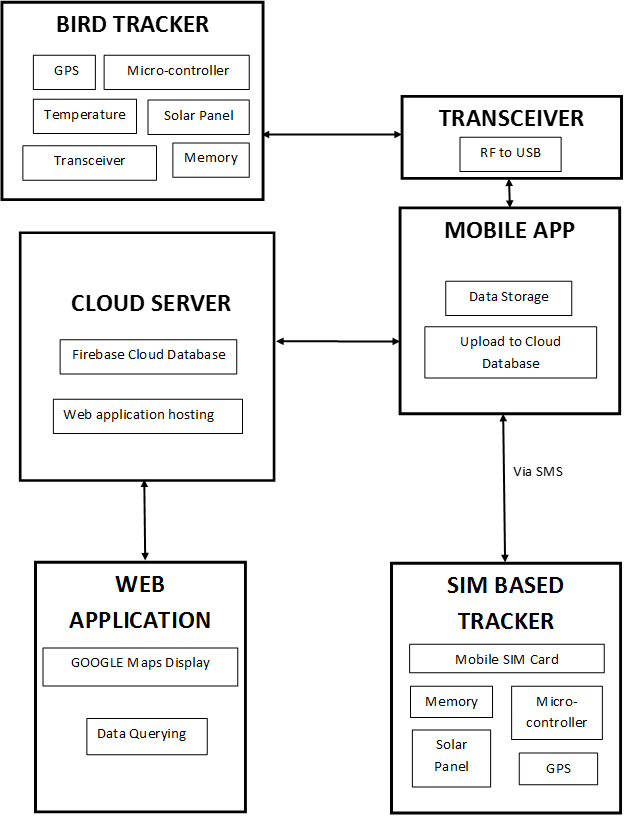 BIRD TRACKER
GPS
Micro-controller
Temperature
Solar Panel
Transceiver
Memory
TRANSCEIVER
RF to USB
MOBILE APP
Data Storage
Upload to Cloud
Database
CLOUD SERVER
Firebase Cloud Database
Web application hosting
Via SMS
WEB
APPLICATION
GOOGLE Maps Display
Data Querying
SIM BASED
TRACKER
Mobile SIM Card
Memory
Micro-
controller
Solar
Panel
GPS